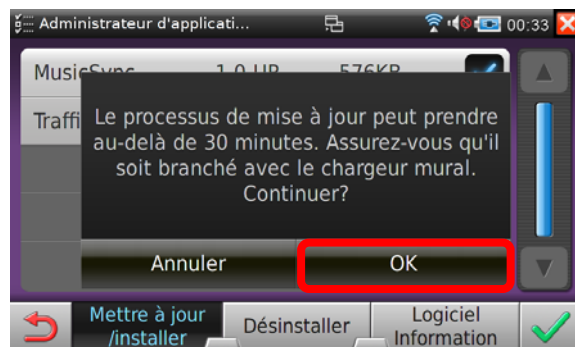 Administrateur d'applicati... 00:33
MusicSync 1.0 UP 576KB
Traffi
Le processus de mise à jour peut prendre
au-delà de 30 minutes. Assurez-vous qu'il
soit branché avec le chargeur mural.
Continuer?
Annuler OK
Mettre à jour
/installer
Désinstaller
Logiciel
Information